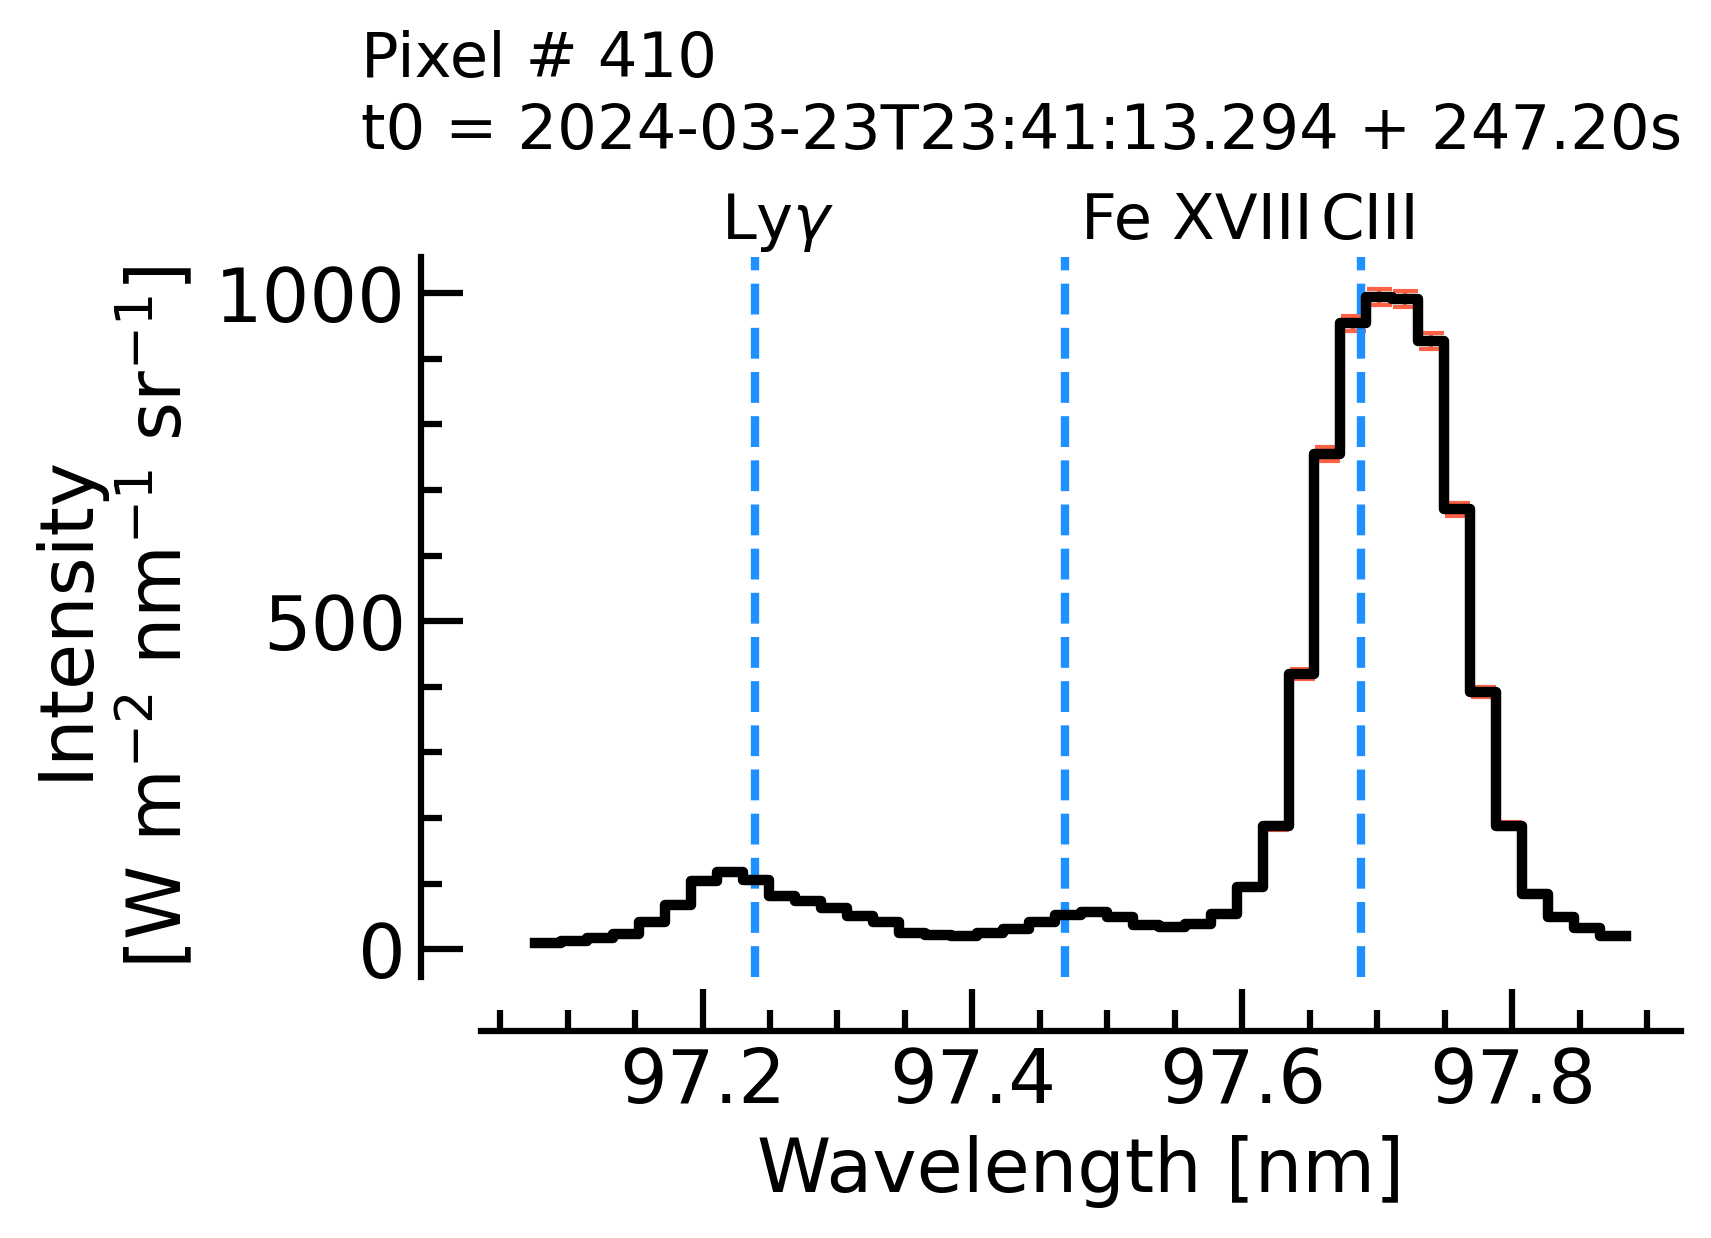 Pixel # 410
t0 = 2024-03-23T23:41:13.294 + 247.20s
Lyγ Fe XVIII CIII
Intensity
[W m⁻² nm⁻¹ sr⁻¹]
1000
500
0
97.2 97.4 97.6 97.8
Wavelength [nm]